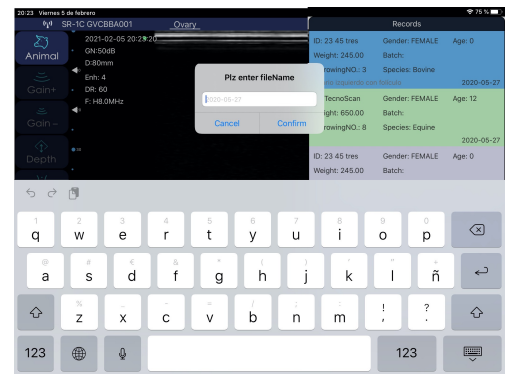 20:23 Viernes 5 de febrero
75 %
SR-1C GVCBBA001
Ovary
Records
Animal
Gain+
Gain-
Depth
2021-02-05 20:23:20
GN:50dB
D:80mm
Enh: 4
DR: 60
F: H8.0MHz
Plz enter fileName
2020-05-27
Cancel
Confirm
ID: 23 45 tres Gender: FEMALE Age: 0
Weight: 245.00 Batch:
rowingNO.: 3 Species: Bovine
2020-05-27
TecnoScan Gender: FEMALE Age: 12
ight: 650.00 Batch:
rowingNO.: 8 Species: Equine
2020-05-27
ID: 23 45 tres Gender: FEMALE Age: 0
Weight: 245.00 Batch:
1 2 3 4 5 6 7 8 9 0
q w e r t y u i o p
@ # € & * ( ) ' " +
a s d f g h j k l ñ
% - ~ = / ; : ! ?
z x c v b n m , .
123 123